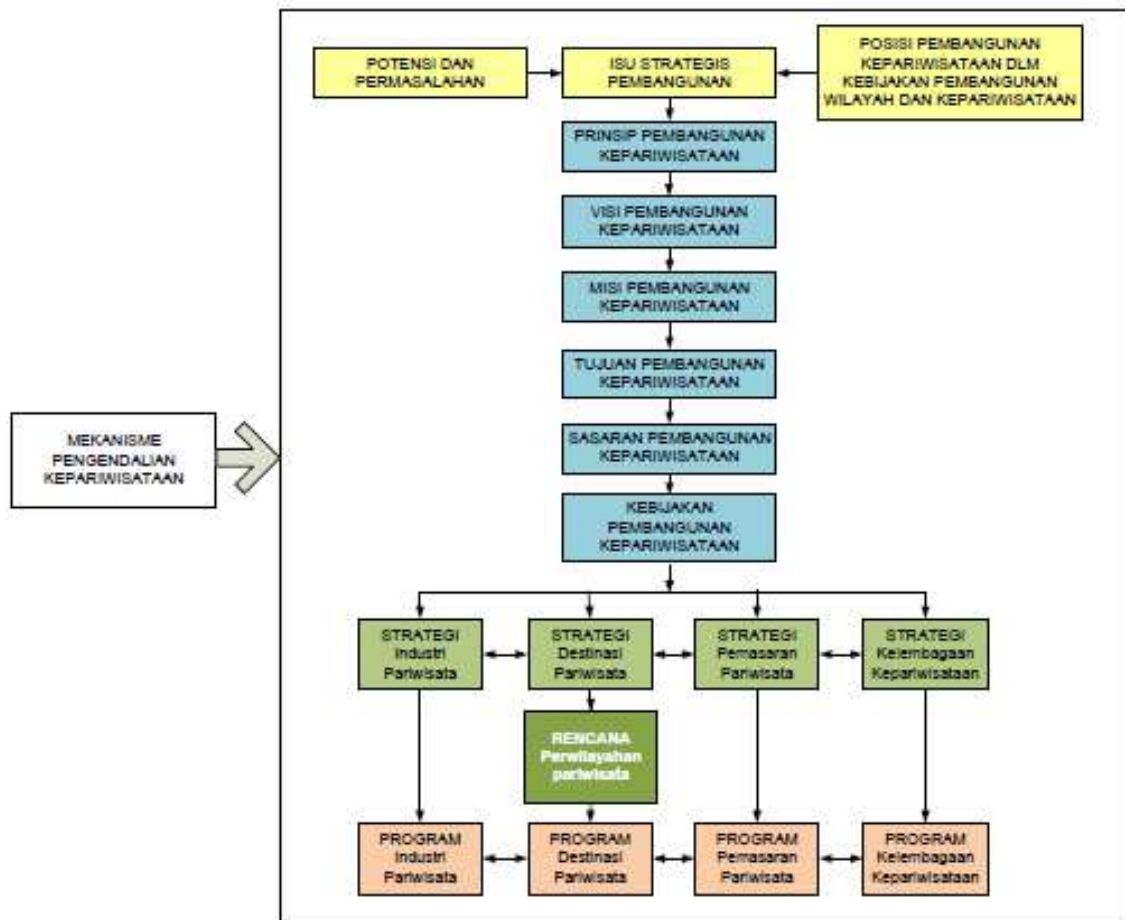 POTENSI DAN
PERMASALAHAN
ISU STRATEGIS
PEMBANGUNAN
POSISI PEMBANGUNAN
KEPARIWISATAAN DLM
KEBIJAKAN PEMBANGUNAN
WILAYAH DAN KEPARIWISATAAN
PRINSIP PEMBANGUNAN
KEPARIWISATAAN
VISI PEMBANGUNAN
KEPARIWISATAAN
MISI PEMBANGUNAN
KEPARIWISATAAN
TUJUAN PEMBANGUNAN
KEPARIWISATAAN
MEKANISME
PENGENDALIAN
KEPARIWISATAAN
SASARAN PEMBANGUNAN
KEPARIWISATAAN
KEBIJAKAN
PEMBANGUNAN
KEPARIWISATAAN
STRATEGI
Industri
Pariwisata
STRATEGI
Destinasi
Pariwisata
STRATEGI
Pemasaran
Pariwisata
STRATEGI
Kelembagaan
Kepariwisataan
RENCANA
Perwilayahan
pariwisata
PROGRAM
Industri
Pariwisata
PROGRAM
Destinasi
Pariwisata
PROGRAM
Pemasaran
Pariwisata
PROGRAM
Kelembagaan
Kepariwisataan